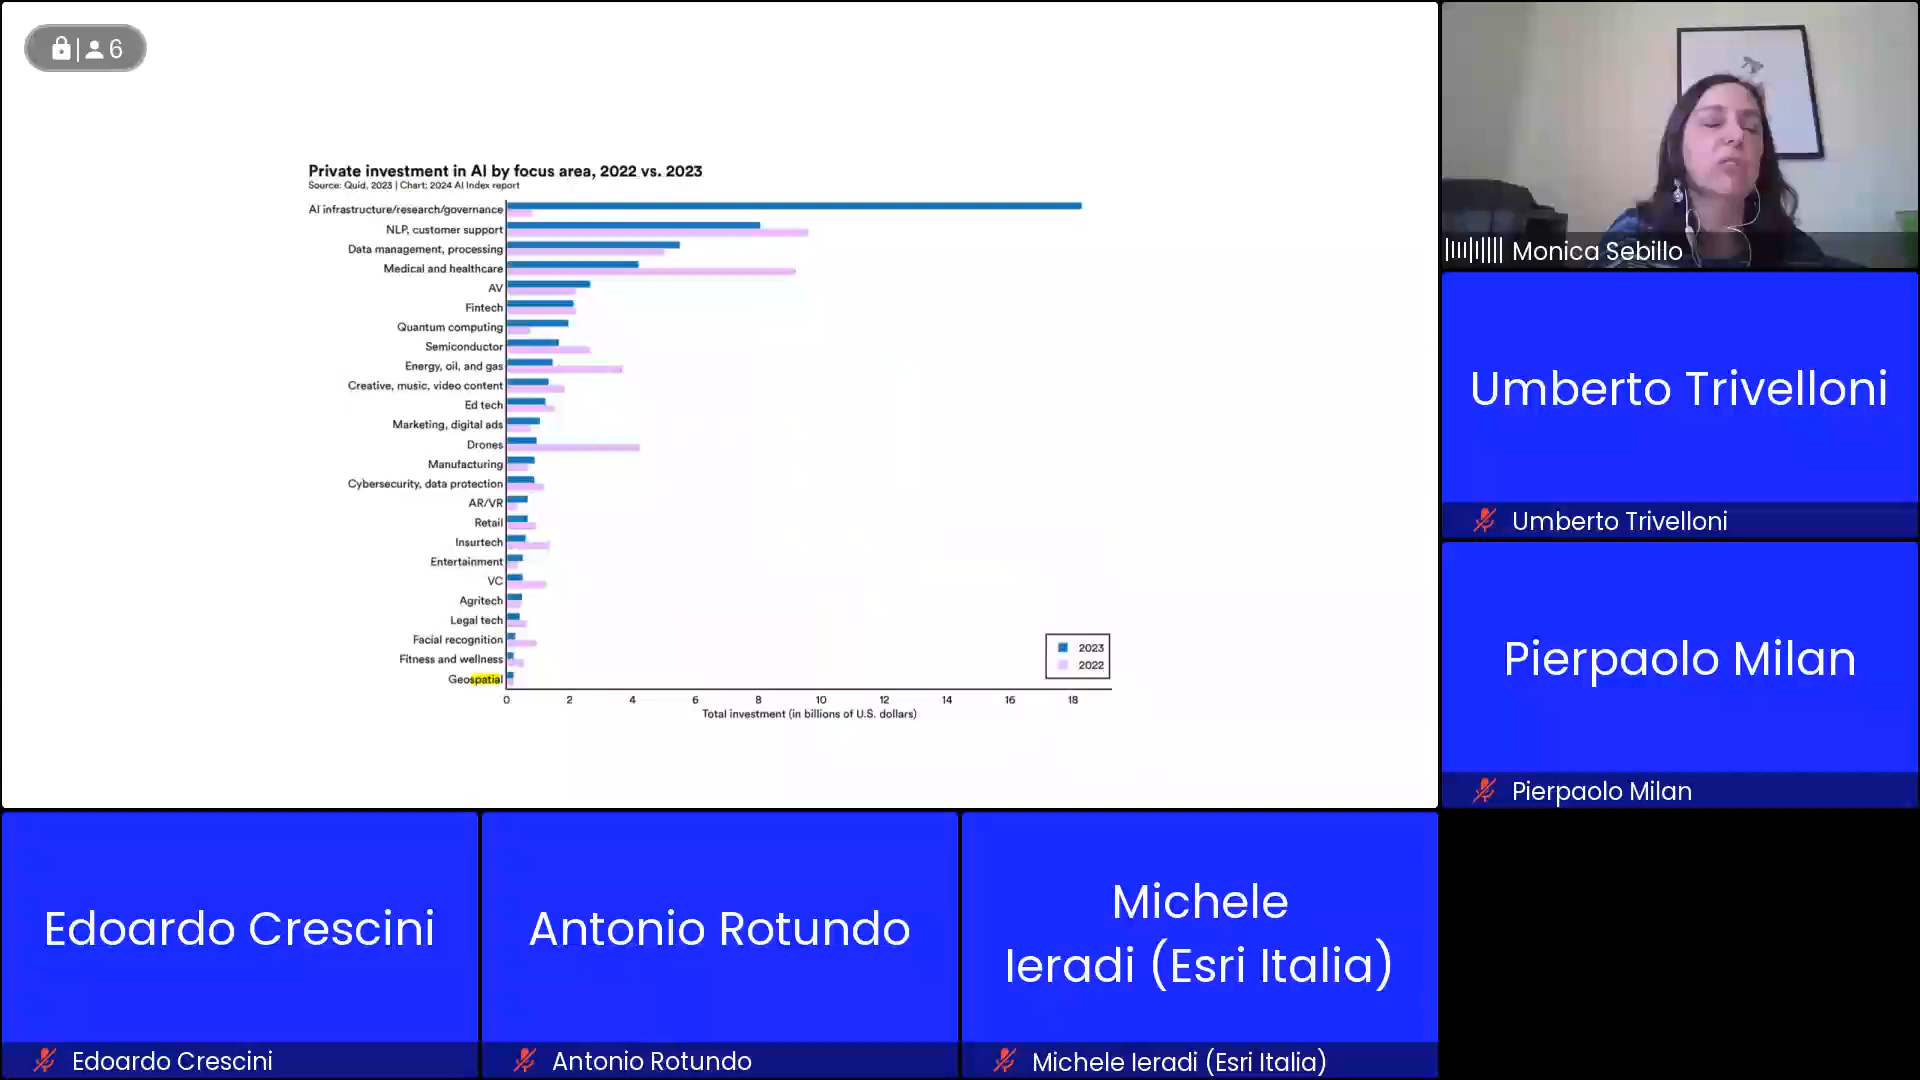 6
Private investment in AI by focus area, 2022 vs. 2023
Source: Quid, 2023 | Chart: 2024 AI Index report
AI infrastructure/research/governance
NLP, customer support
Data management, processing
Medical and healthcare
AV
Fintech
Quantum computing
Semiconductor
Energy, oil, and gas
Creative, music, video content
Ed tech
Marketing, digital ads
Drones
Manufacturing
Cybersecurity, data protection
AR/VR
Retail
Insurtech
Entertainment
VC
Agritech
Legal tech
Facial recognition
Fitness and wellness
Geospatial
0 2 4 6 8 10 12 14 16 18
Total investment (in billions of U.S. dollars)
2023
2022
Monica Sebillo
Umberto Trivelloni
Umberto Trivelloni
Pierpaolo Milan
Pierpaolo Milan
Edoardo Crescini
Edoardo Crescini
Antonio Rotundo
Antonio Rotundo
Michele
Ieradi (Esri Italia)
Michele Ieradi (Esri Italia)